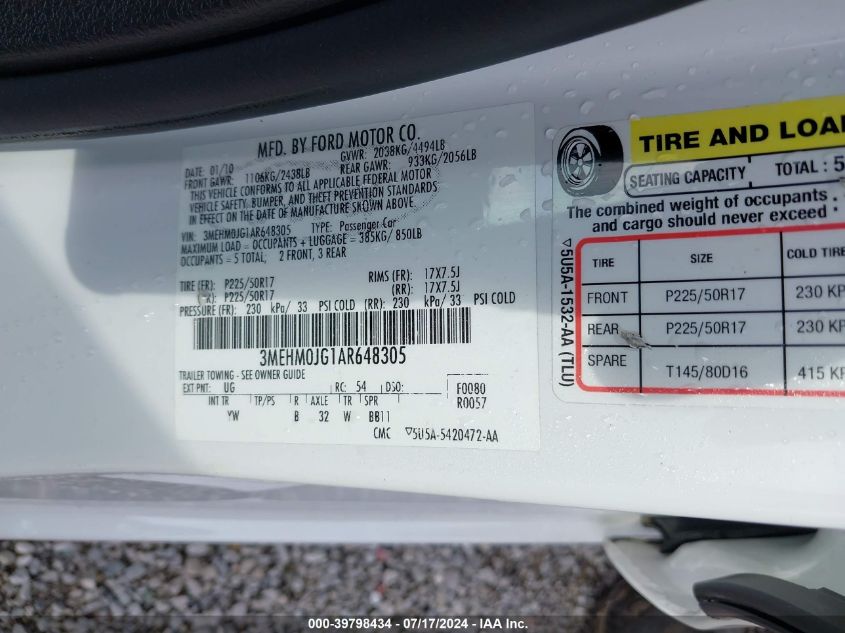 MFD. BY FORD MOTOR CO.
DATE: 01/10 GVWR: 2038KG/4494LB
FRONT GAWR: 1106KG/2438LB REAR GAWR: 933KG/2056LB
THIS VEHICLE CONFORMS TO ALL APPLICABLE FEDERAL MOTOR
VEHICLE SAFETY, BUMPER, AND THEFT PREVENTION STANDARDS
IN EFFECT ON THE DATE OF MANUFACTURE SHOWN ABOVE.
VIN: 3MEHM0JG1AR648305 TYPE: Passenger Car
MAXIMUM LOAD = OCCUPANTS + LUGGAGE = 385KG/ 850LB
OCCUPANTS = 5 TOTAL, 2 FRONT, 3 REAR
TIRE (FR): P225/50R17 RIMS (FR): 17X7.5J
R): P225/50R17 (RR): 17X7.5J
PRESSURE (FR): 230 kPa/ 33 PSI COLD (RR): 230 kPa/ 33 PSI COLD
3MEHM0JG1AR648305
TRAILER TOWING - SEE OWNER GUIDE
EXT PNT: UG RC: 54 DSO: F0080
R0057
INT TR TP/PS R AXLE TR SPR
YW B 32 W BB11
CMC ▽5U5A-5420472-AA
TIRE AND LOA
SEATING CAPACITY TOTAL : 5
The combined weight of occupants
and cargo should never exceed :
TIRE SIZE COLD TIRE
FRONT P225/50R17 230 KP
REAR P225/50R17 230 KP
SPARE T145/80D16 415 KP
▽5U5A-1532-AA (TLU)
000-39798434 / 07/17/2024 - IAA Inc.